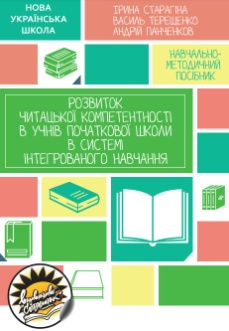 НОВА
УКРАЇНСЬКА
ШКОЛА
ІРИНА СТАРАГІНА
ВАСИЛЬ ТЕРЕЩЕНКО
АНДРІЙ ПАНЧЕНКОВ
НАВЧАЛЬНО-
МЕТОДИЧНИЙ
ПОСІБНИК
РОЗВИТОК
ЧИТАЦЬКОЇ КОМПЕТЕНТНОСТІ
В УЧНІВ ПОЧАТКОВОЇ ШКОЛИ
В СИСТЕМІ
ІНТЕГРОВАНОГО НАВЧАННЯ